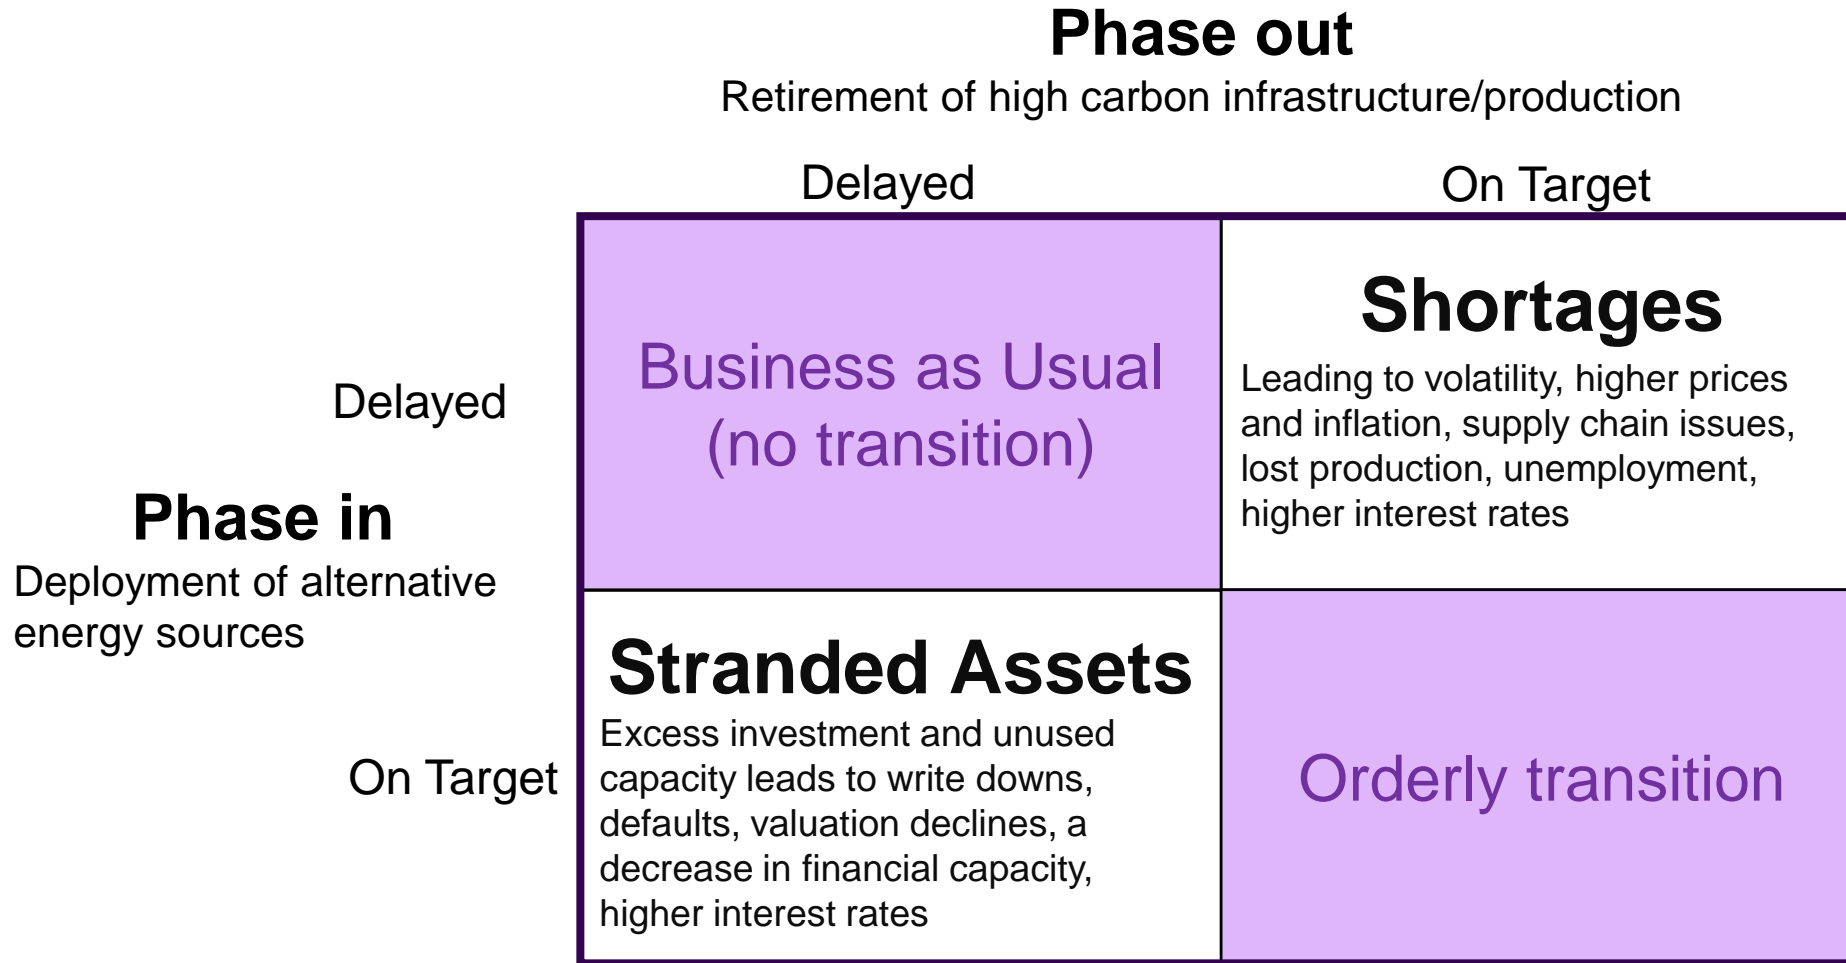 Phase out
Retirement of high carbon infrastructure/production
Delayed
On Target
Delayed
Business as Usual
(no transition)
Shortages
Leading to volatility, higher prices
and inflation, supply chain issues,
lost production, unemployment,
higher interest rates
Phase in
Deployment of alternative
energy sources
On Target
Stranded Assets
Excess investment and unused
capacity leads to write downs,
defaults, valuation declines, a
decrease in financial capacity,
higher interest rates
Orderly transition